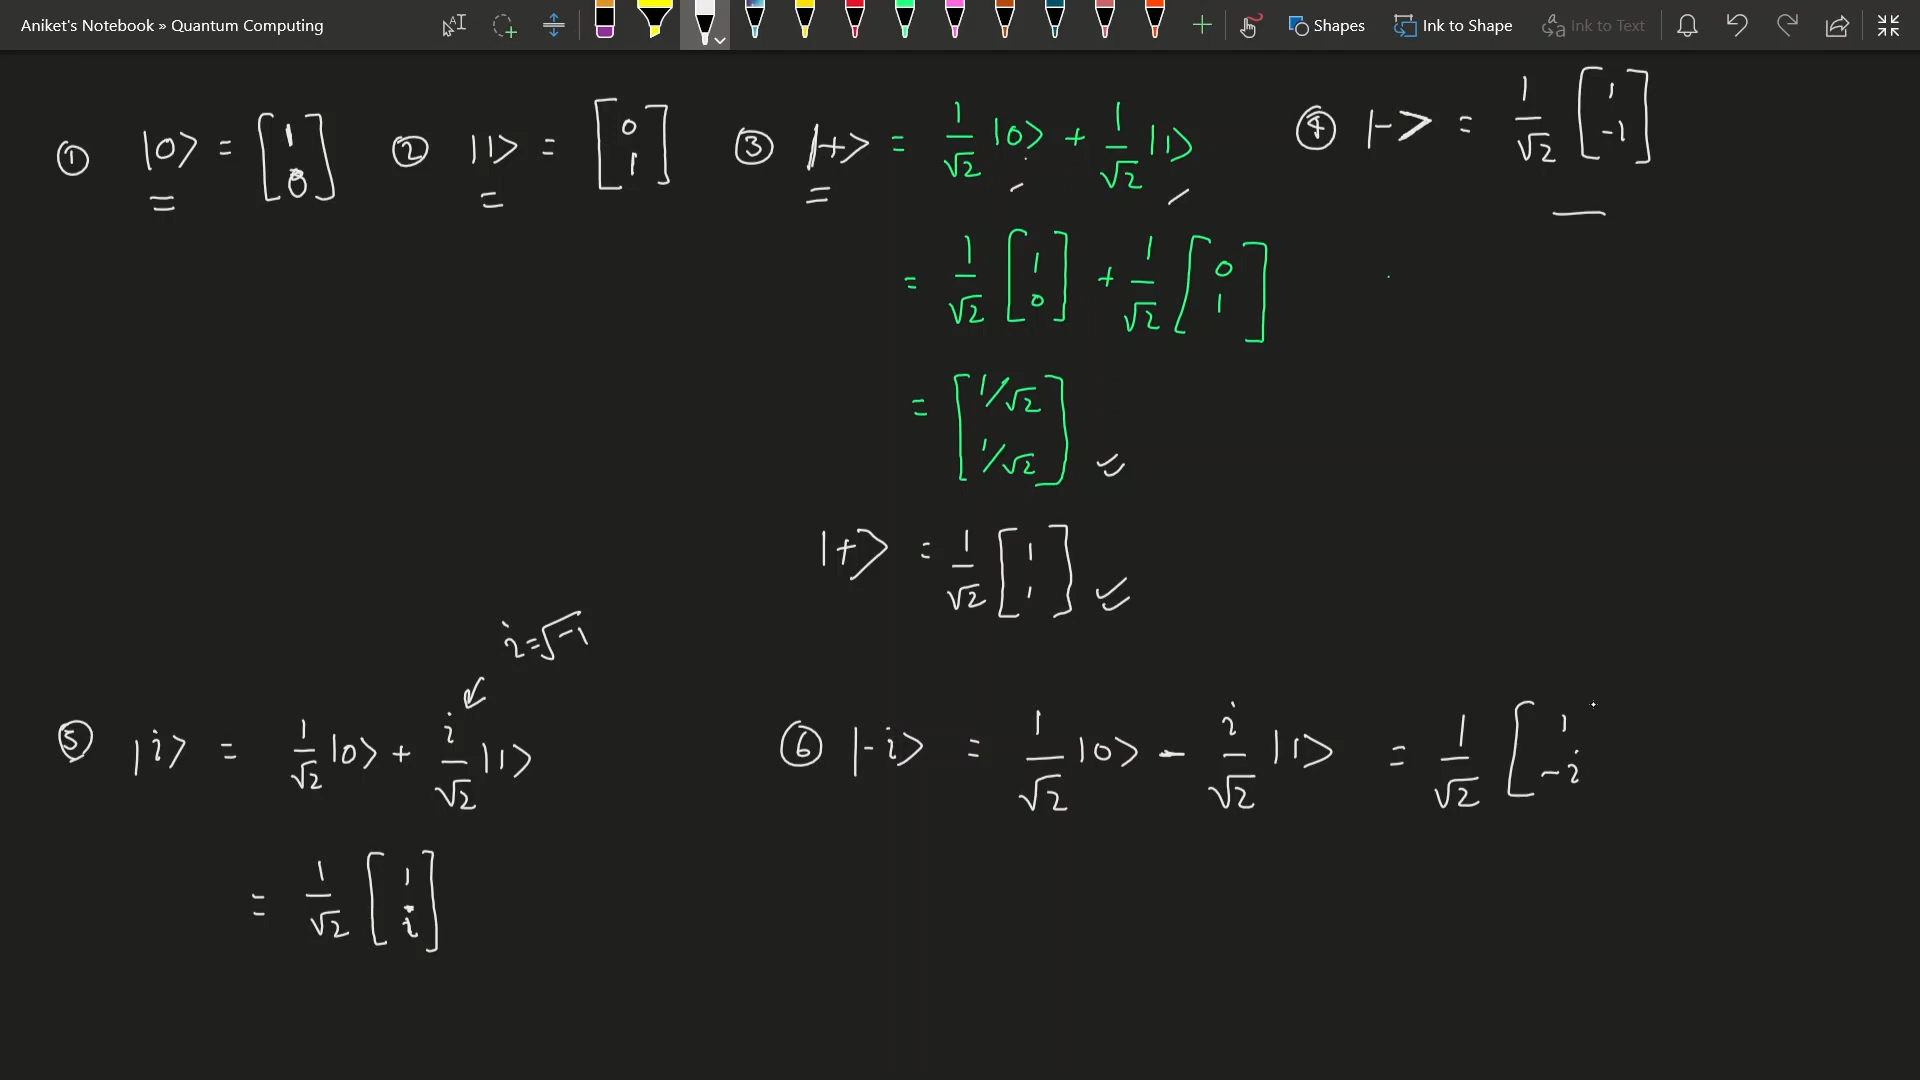 Aniket's Notebook » Quantum Computing
Shapes
Ink to Shape
Ink to Text
① |0> = [1 0]
② |1> = [0 1]
③ |+> = 1/√2 |0> + 1/√2 |1>
= 1/√2 [1 0] + 1/√2 [0 1]
= [1/√2 1/√2]
|+> = 1/√2 [1 1]
④ |-> = 1/√2 [1 -1]
i=√-1
⑤ |i> = 1/√2 |0> + i/√2 |1>
= 1/√2 [1 i]
⑥ |-i> = 1/√2 |0> - i/√2 |1> = 1/√2 [1 -i